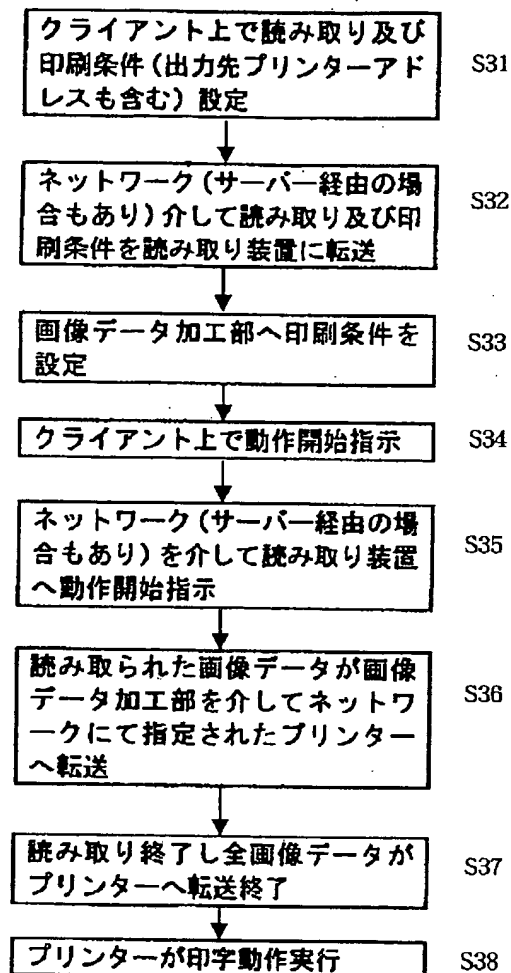 クライアント上で読み取り及び
印刷条件(出力先プリンターアド
レスも含む)設定
S31
ネットワーク(サーバー経由の場
合もあり)介して読み取り及び印
刷条件を読み取り装置に転送
S32
画像データ加工部へ印刷条件を
設定
S33
クライアント上で動作開始指示
S34
ネットワーク(サーバー経由の場
合もあり)を介して読み取り装置
へ動作開始指示
S35
読み取られた画像データが画像
データ加工部を介してネットワ
ークにて指定されたプリンター
へ転送
S36
読み取り終了し全画像データが
プリンターへ転送終了
S37
プリンターが印字動作実行
S38